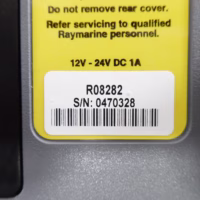 Do not remove rear cover.
Refer servicing to qualified
Raymarine personnel.
12V - 24V DC 1A
R08282
S/N: 0470328